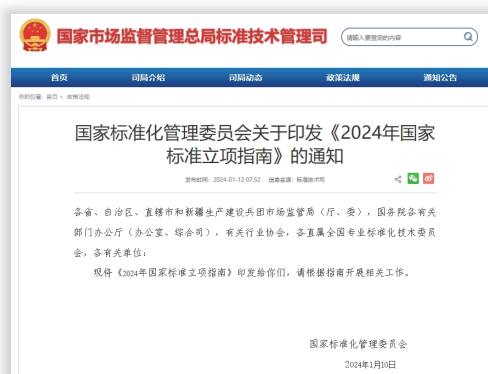 国家市场监督管理总局标准技术管理司
请输入要查询的内容
首页 司局介绍 司局动态 政策法规 通知公告
你的位置：首页 > 政策法规
国家标准化管理委员会关于印发《2024年国家
标准立项指南》的通知
发布时间：2024-01-12 07:52 信息来源：标准技术司
各省、自治区、直辖市和新疆生产建设兵团市场监管局（厅、委），国务院各有关
部门办公厅（办公室、综合司），有关行业协会，各直属全国专业标准化技术委员
会，各有关单位：
现将《2024年国家标准立项指南》印发给你们，请根据指南开展相关工作。
国家标准化管理委员会
2024年1月10日